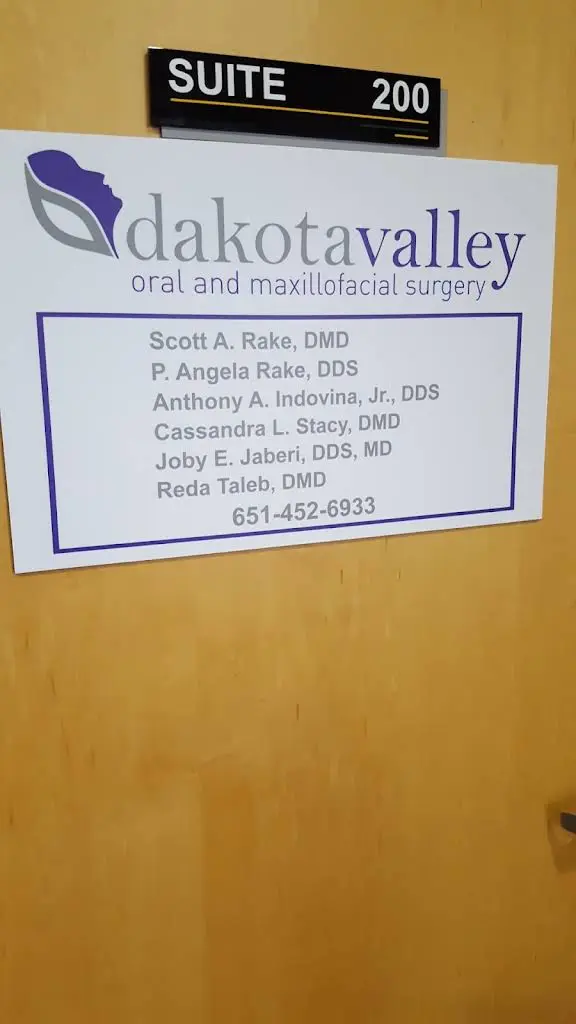 SUITE 200
dakotavalley
oral and maxillofacial surgery
Scott A. Rake, DMD
P. Angela Rake, DDS
Anthony A. Indovina, Jr., DDS
Cassandra L. Stacy, DMD
Joby E. Jaberi, DDS, MD
Reda Taleb, DMD
651-452-6933